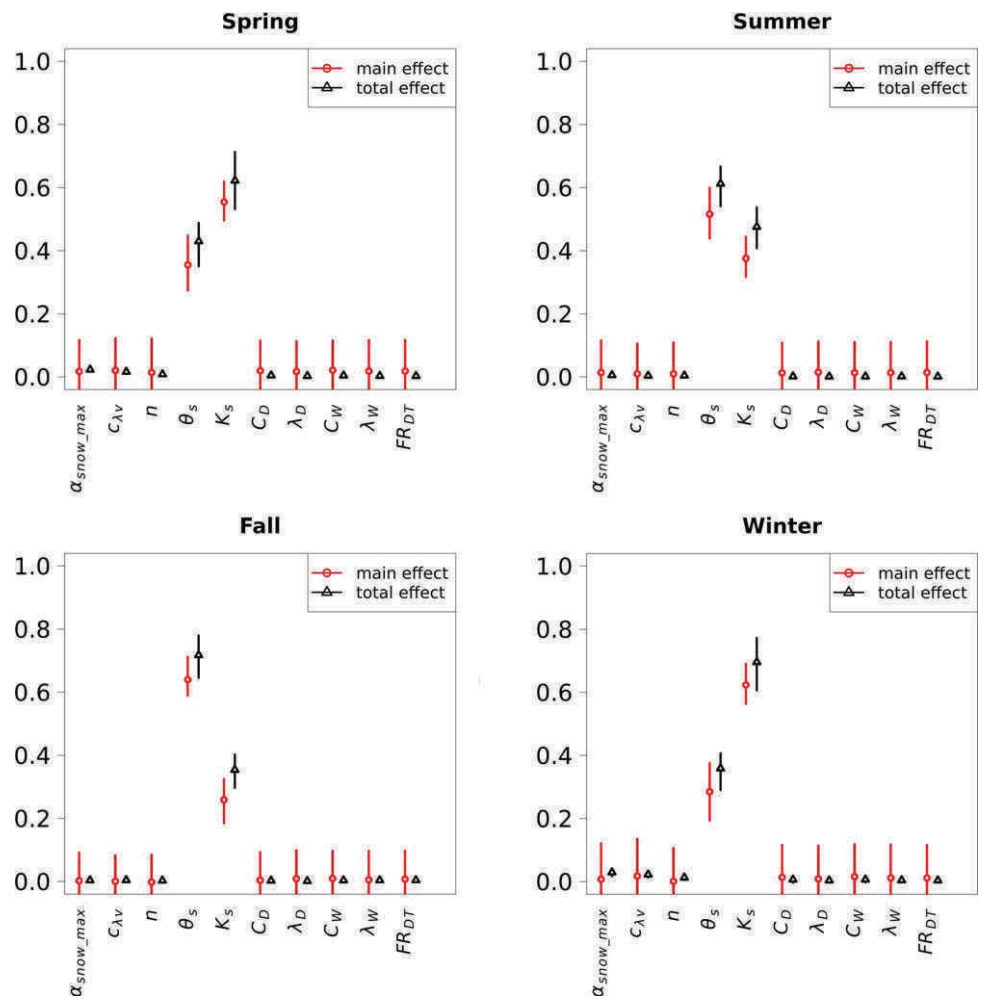 Spring
main effect
total effect
1.0
0.8
0.6
0.4
0.2
0.0
α_snow_max
c_λv
n
θ_s
K_s
C_D
λ_D
C_W
λ_W
FR_DT
Summer
main effect
total effect
1.0
0.8
0.6
0.4
0.2
0.0
α_snow_max
c_λv
n
θ_s
K_s
C_D
λ_D
C_W
λ_W
FR_DT
Fall
main effect
total effect
1.0
0.8
0.6
0.4
0.2
0.0
α_snow_max
c_λv
n
θ_s
K_s
C_D
λ_D
C_W
λ_W
FR_DT
Winter
main effect
total effect
1.0
0.8
0.6
0.4
0.2
0.0
α_snow_max
c_λv
n
θ_s
K_s
C_D
λ_D
C_W
λ_W
FR_DT